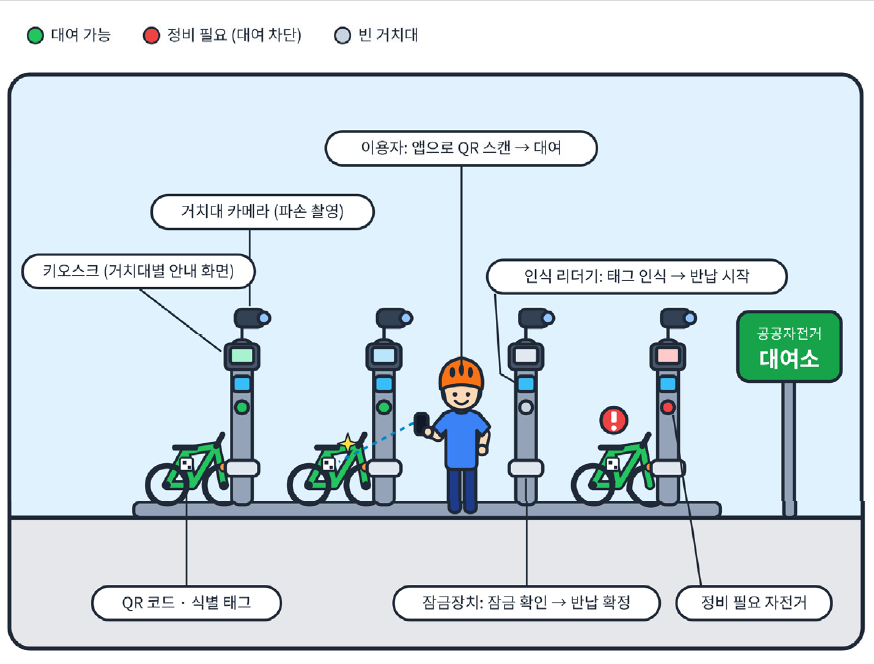 대여 가능
정비 필요 (대여 차단)
빈 거치대
이용자: 앱으로 QR 스캔 → 대여
거치대 카메라 (파손 촬영)
키오스크 (거치대별 안내 화면)
인식 리더기: 태그 인식 → 반납 시작
공공자전거
대여소
QR 코드 · 식별 태그
잠금장치: 잠금 확인 → 반납 확정
정비 필요 자전거